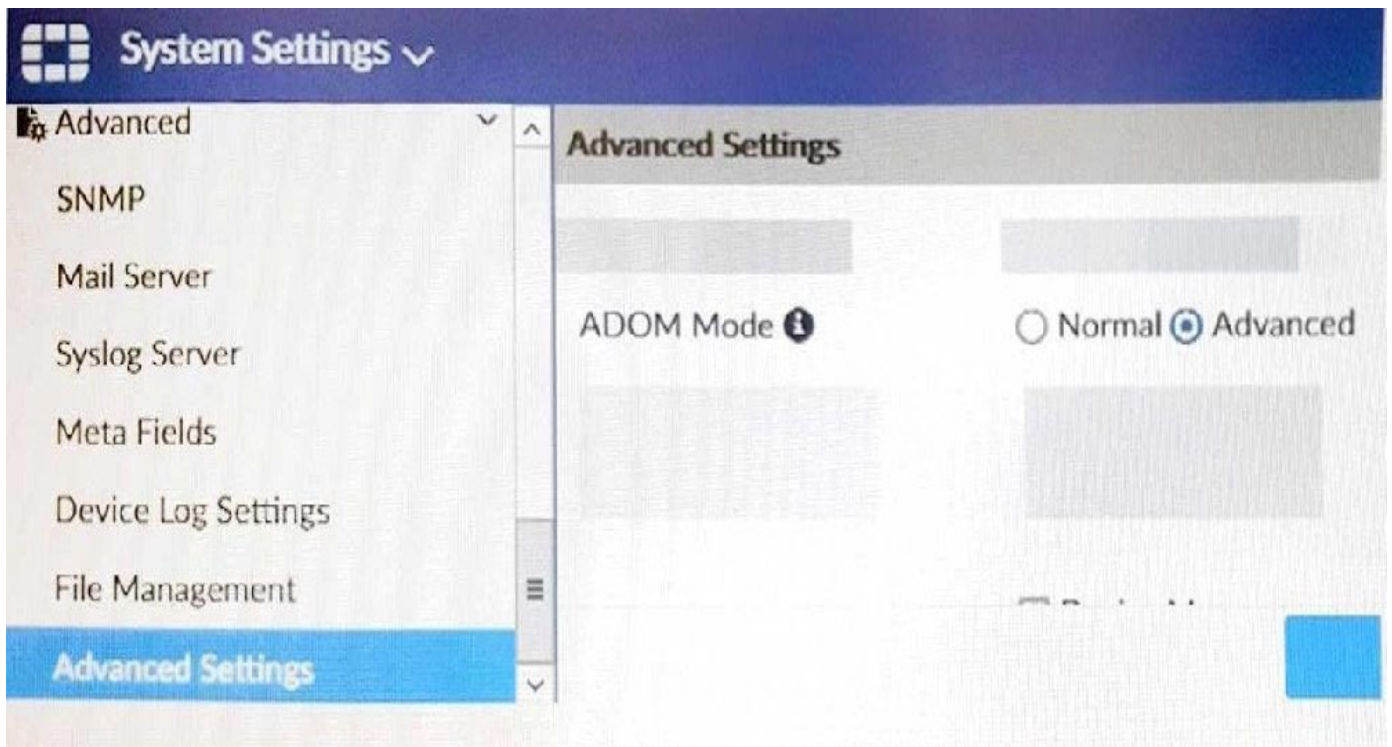 System Settings
Advanced
SNMP
Mail Server
Syslog Server
Meta Fields
Device Log Settings
File Management
Advanced Settings
Advanced Settings
ADOM Mode
Normal Advanced